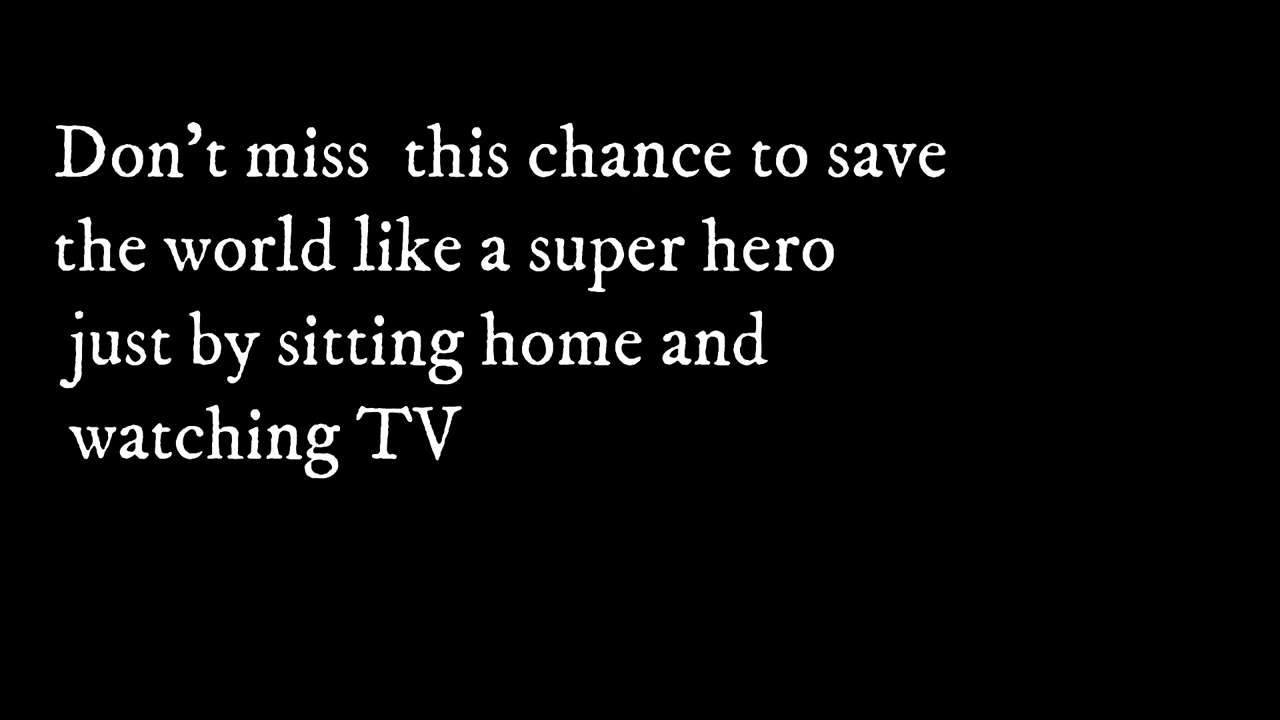 Don't miss  this chance to save
the world like a super hero
just by sitting home and
watching TV